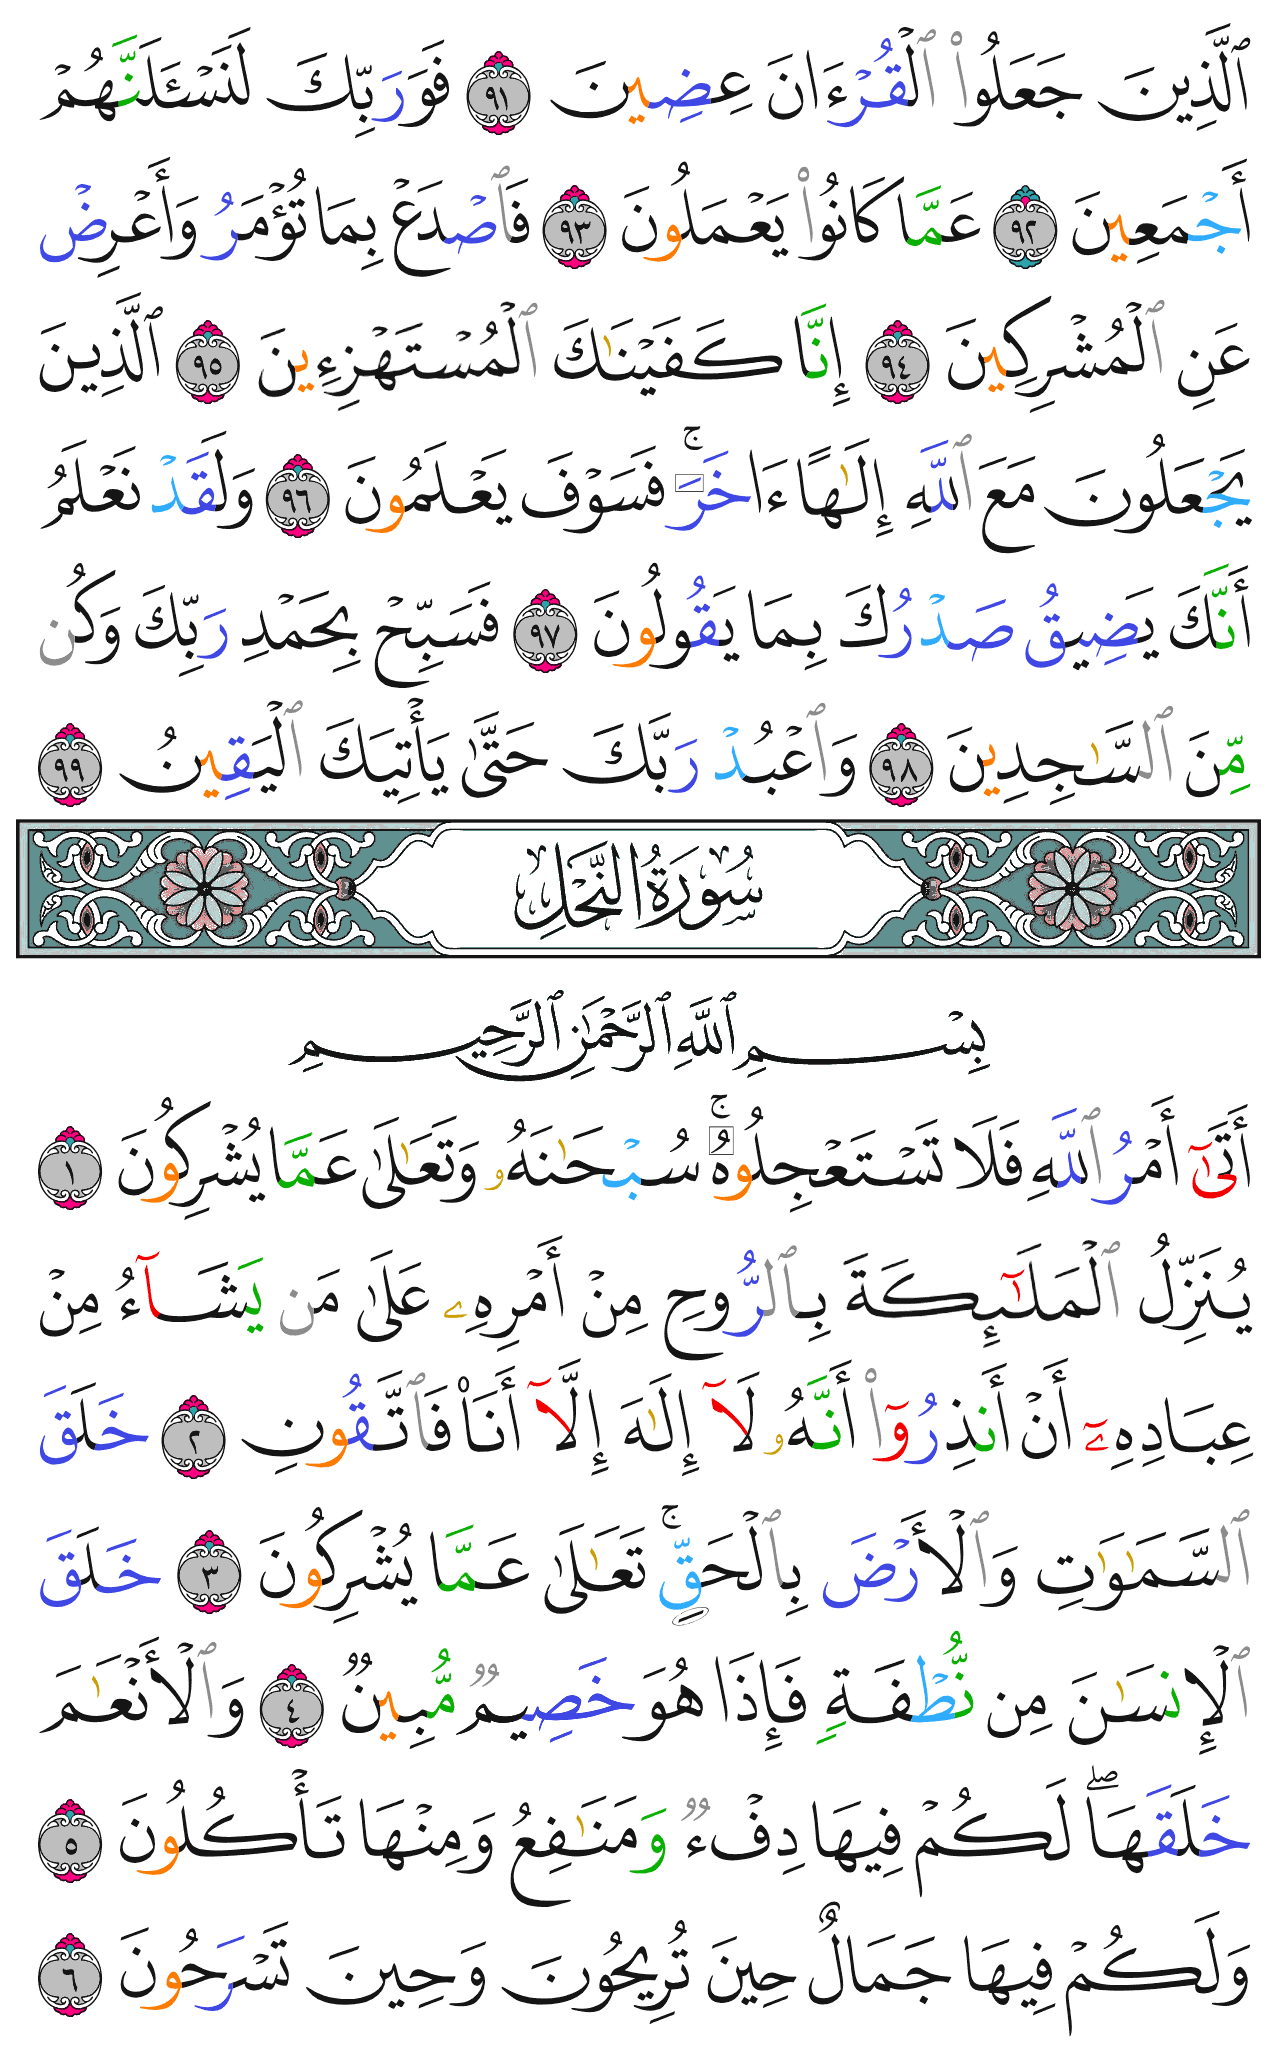 ٱلَّذِينَ جَعَلُوا۟ ٱلْقُرْءَانَ عِضِينَ ٩١ فَوَرَبِّكَ لَنَسْـَٔلَنَّهُمْ
أَجْمَعِينَ ٩٢ عَمَّا كَانُوا۟ يَعْمَلُونَ ٩٣ فَٱصْدَعْ بِمَا تُؤْمَرُ وَأَعْرِضْ
عَنِ ٱلْمُشْرِكِينَ ٩٤ إِنَّا كَفَيْنَـٰكَ ٱلْمُسْتَهْزِءِينَ ٩٥ ٱلَّذِينَ
يَجْعَلُونَ مَعَ ٱللَّهِ إِلَـٰهًا ءَاخَرَ ۚ فَسَوْفَ يَعْلَمُونَ ٩٦ وَلَقَدْ نَعْلَمُ
أَنَّكَ يَضِيقُ صَدْرُكَ بِمَا يَقُولُونَ ٩٧ فَسَبِّحْ بِحَمْدِ رَبِّكَ وَكُن
مِّنَ ٱلسَّـٰجِدِينَ ٩٨ وَٱعْبُدْ رَبَّكَ حَتَّىٰ يَأْتِيَكَ ٱلْيَقِينُ ٩٩
سُورَةُ النَّحْلِ
بِسْمِ ٱللَّهِ ٱلرَّحْمَـٰنِ ٱلرَّحِيمِ
أَتَىٰٓ أَمْرُ ٱللَّهِ فَلَا تَسْتَعْجِلُوهُ ۚ سُبْحَـٰنَهُۥ وَتَعَـٰلَىٰ عَمَّا يُشْرِكُونَ ١
يُنَزِّلُ ٱلْمَلَـٰٓئِكَةَ بِٱلرُّوحِ مِنْ أَمْرِهِۦ عَلَىٰ مَن يَشَآءُ مِنْ
عِبَادِهِۦٓ أَنْ أَنذِرُوٓا۟ أَنَّهُۥ لَآ إِلَـٰهَ إِلَّآ أَنَا۠ فَٱتَّقُونِ ٢ خَلَقَ
ٱلسَّمَـٰوَٰتِ وَٱلْأَرْضَ بِٱلْحَقِّ ۚ تَعَـٰلَىٰ عَمَّا يُشْرِكُونَ ٣ خَلَقَ
ٱلْإِنسَـٰنَ مِن نُّطْفَةٍ فَإِذَا هُوَ خَصِيمٌ مُّبِينٌ ٤ وَٱلْأَنْعَـٰمَ
خَلَقَهَا ۖ لَكُمْ فِيهَا دِفْءٌ وَمَنَـٰفِعُ وَمِنْهَا تَأْكُلُونَ ٥
وَلَكُمْ فِيهَا جَمَالٌ حِينَ تُرِيحُونَ وَحِينَ تَسْرَحُونَ ٦